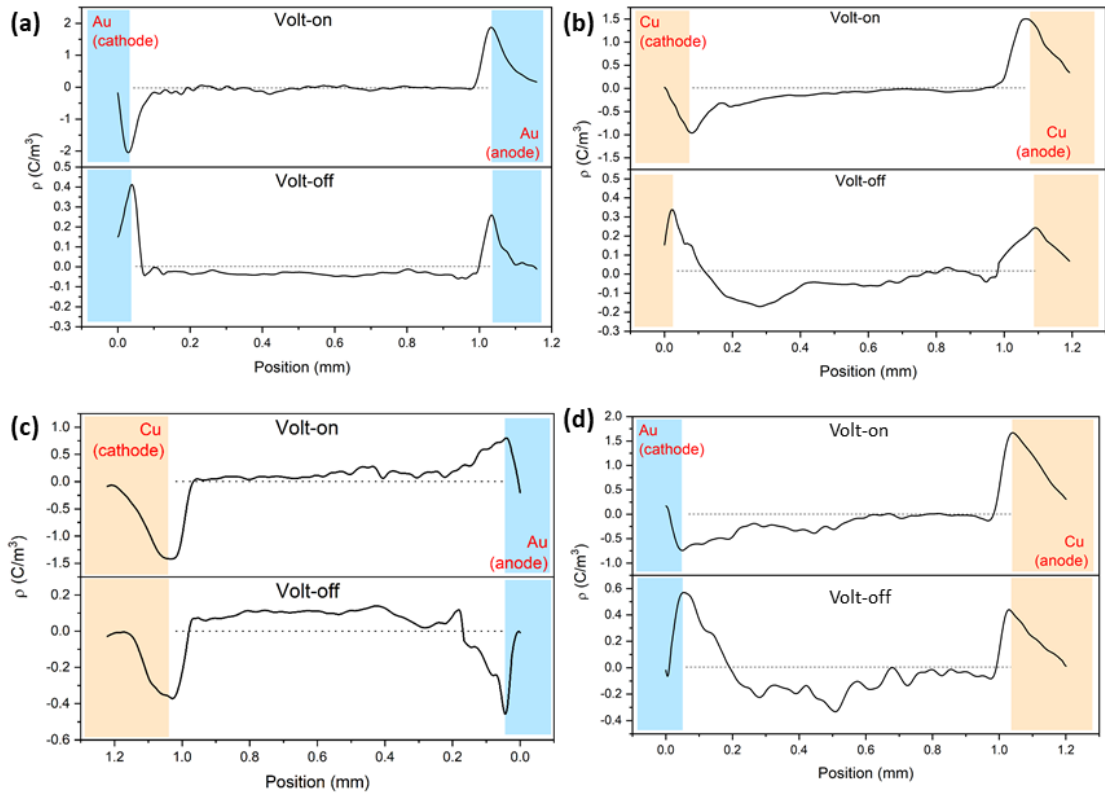 (a)
Au
(cathode)
Volt-on
2
1
0
-1
-2
Au
(anode)
ρ (C/m³)
0.5
0.4
0.3
0.2
0.1
0.0
-0.1
-0.2
-0.3
Volt-off
0.0 0.2 0.4 0.6 0.8 1.0 1.2
Position (mm)
(b)
Cu
(cathode)
Volt-on
1.5
1.0
0.5
0.0
-0.5
-1.0
-1.5
Cu
(anode)
ρ (C/m³)
0.5
0.4
0.3
0.2
0.1
0.0
-0.1
-0.2
-0.3
Volt-off
0.0 0.2 0.4 0.6 0.8 1.0 1.2
Position (mm)
(c)
Cu
(cathode)
Volt-on
1.0
0.5
0.0
-0.5
-1.0
-1.5
Au
(anode)
ρ (C/m³)
Volt-off
0.2
0.0
-0.2
-0.4
-0.6
1.2 1.0 0.8 0.6 0.4 0.2 0.0
Position (mm)
(d)
Au
(cathode)
Volt-on
2.0
1.5
1.0
0.5
0.0
-0.5
-1.0
Cu
(anode)
ρ (C/m³)
Volt-off
0.6
0.4
0.2
0.0
-0.2
-0.4
0.0 0.2 0.4 0.6 0.8 1.0 1.2
Position (mm)